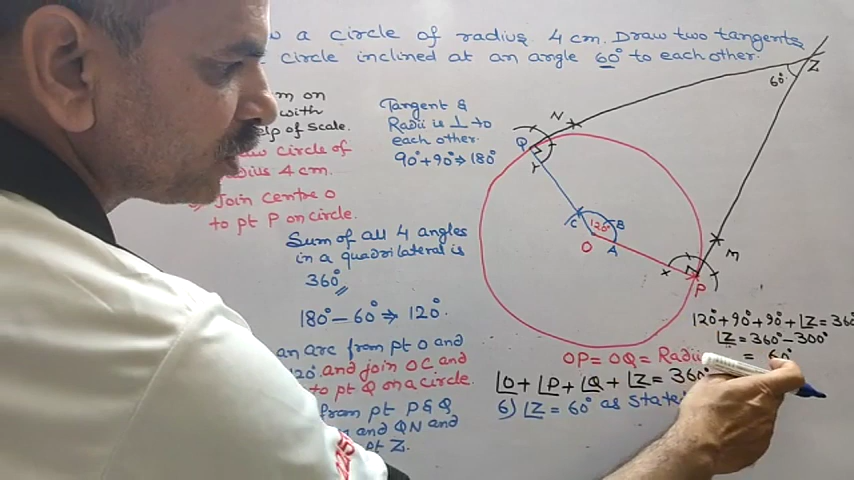 a circle of radius 4 cm. Draw two tangents
circle inclined at an angle 60° to each other.
on
with
help of Scale.
circle of
radius 4 cm.
Join centre O
to pt P on circle.
Tangent &
Radii is ⊥ to
each other.
90°+90°⇒180°
Sum of all 4 angles
in a quadrilateral is
360°
180°-60°⇒120°.
an arc from pt O and
120° and join OC and
to pt Q on a circle.
from pt P & Q
and QN and
pt Z.
N
Q
Y
C
120°
B
O
A
X
P
M
Z
60°
120°+90°+90°+∠Z=360
∠Z=360°-300°
= 60°
OP=OQ=Radii
∠O+∠P+∠Q+∠Z=360°
6) ∠Z=60° as state